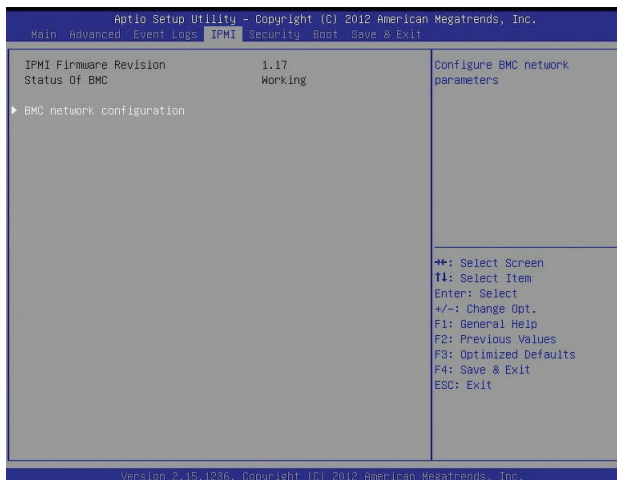 Aptio Setup Utility – Copyright (C) 2012 American Megatrends, Inc.
Main Advanced Event Logs IPMI Security Boot Save & Exit
IPMI Firmware Revision 1.17
Status Of BMC Working
▶ BMC network configuration
Configure BMC network
parameters
→←: Select Screen
↑↓: Select Item
Enter: Select
+/-: Change Opt.
F1: General Help
F2: Previous Values
F3: Optimized Defaults
F4: Save & Exit
ESC: Exit
Version 2.15.1236. Copyright (C) 2012 American Megatrends, Inc.